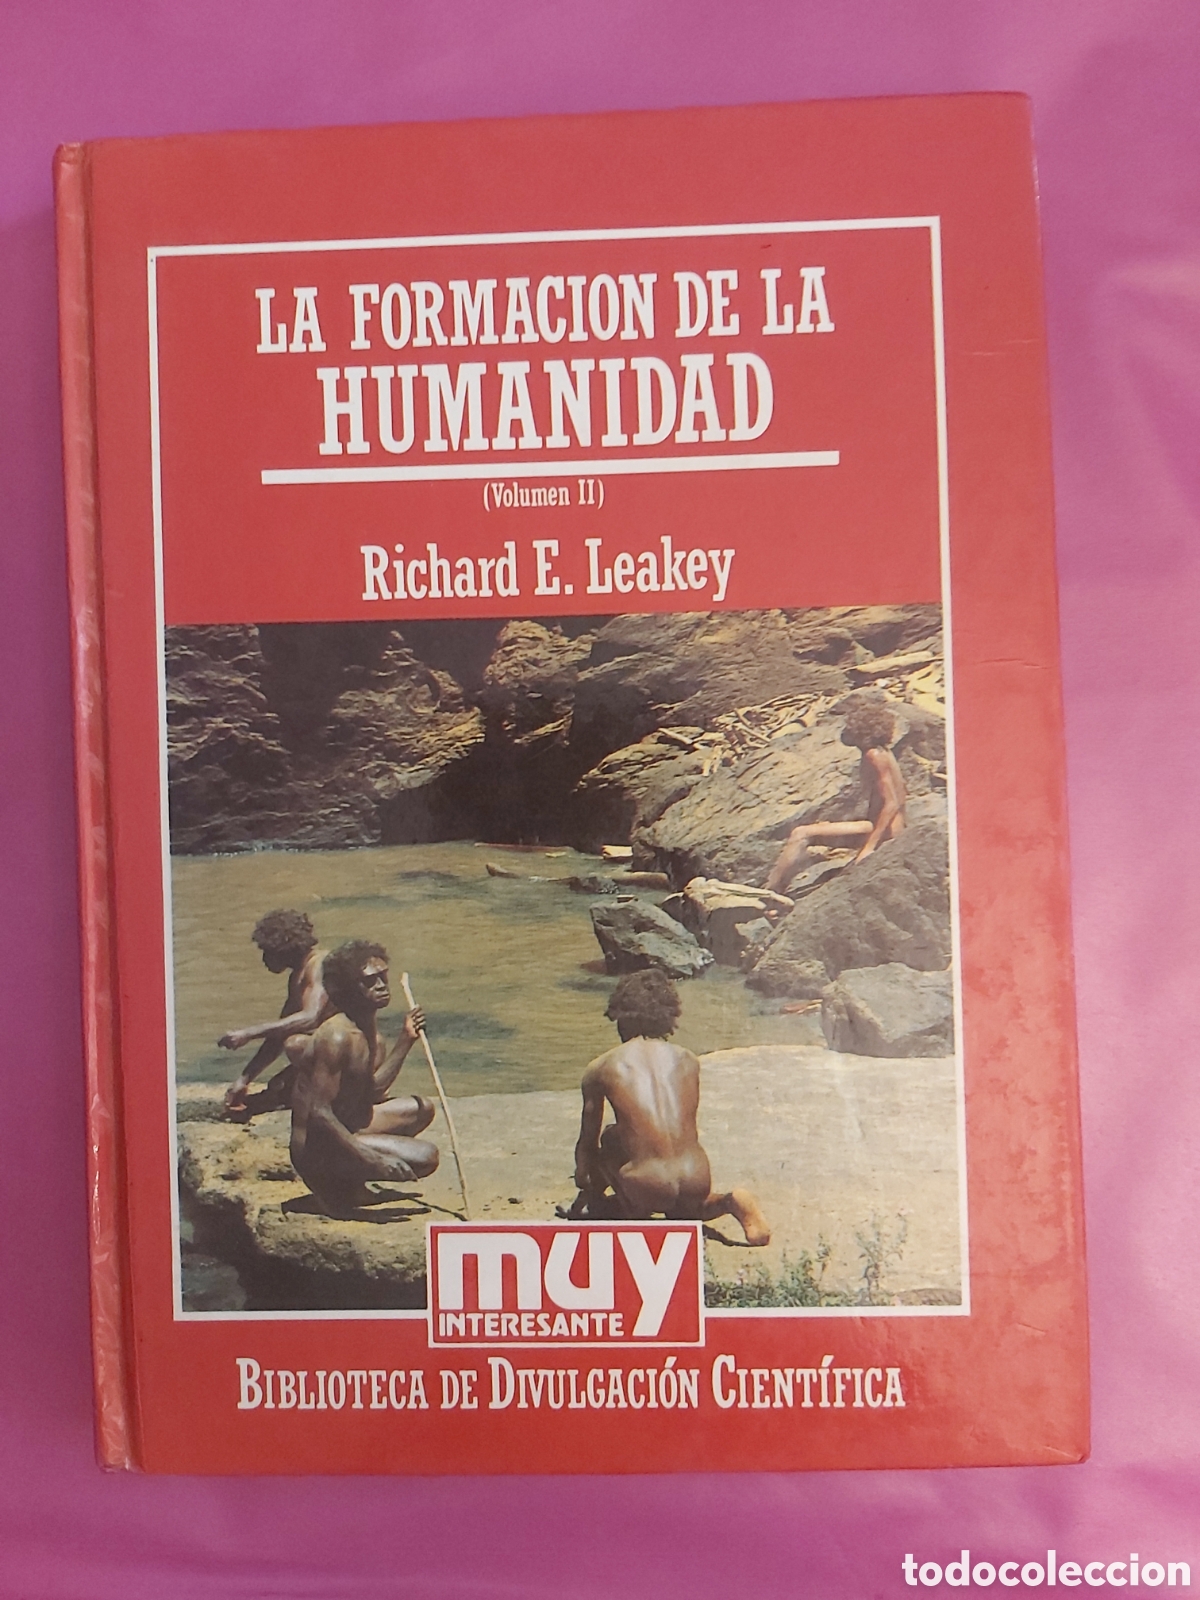 LA FORMACION DE LA
HUMANIDAD
(Volumen II)
Richard E. Leakey
muy
INTERESANTE
BIBLIOTECA DE DIVULGACIÓN CIENTÍFICA
todocoleccion